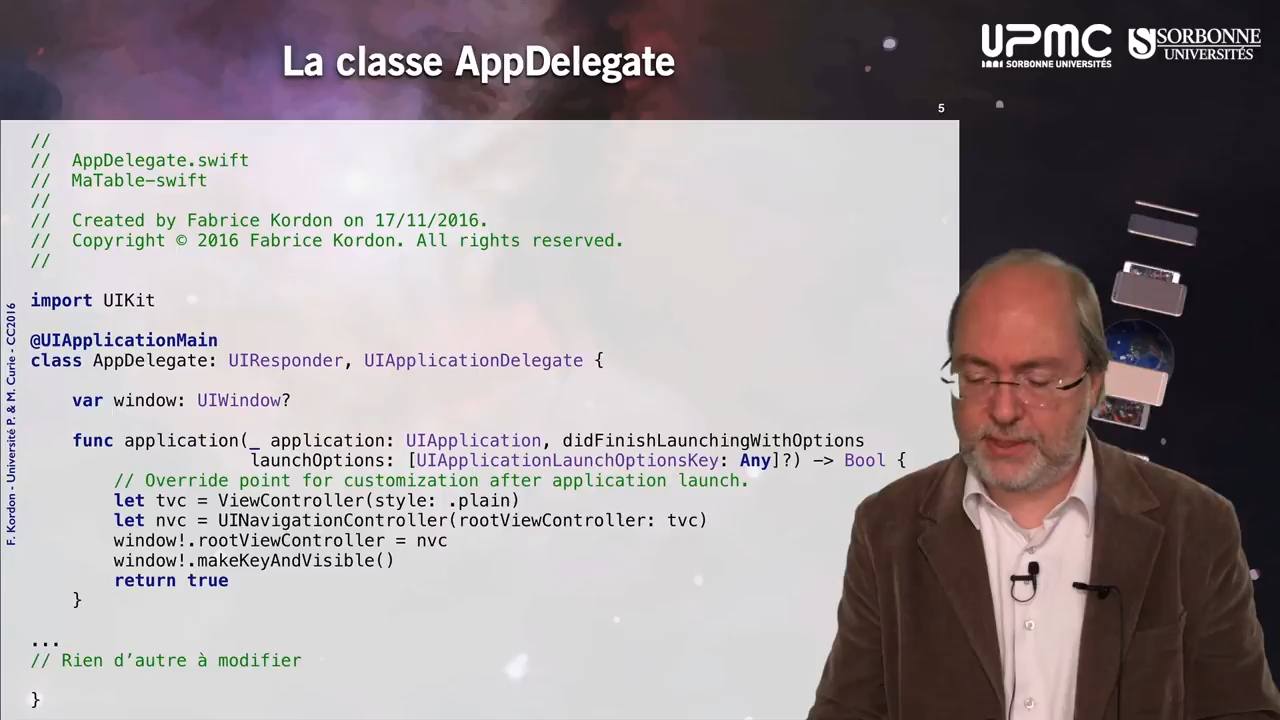 La classe AppDelegate
UPMC
SORBONNE UNIVERSITÉS
SORBONNE
UNIVERSITÉS
5
//
//  AppDelegate.swift
//  MaTable-swift
//
//  Created by Fabrice Kordon on 17/11/2016.
//  Copyright © 2016 Fabrice Kordon. All rights reserved.
//
import UIKit
@UIApplicationMain
class AppDelegate: UIResponder, UIApplicationDelegate {
    var window: UIWindow?
    func application(_ application: UIApplication, didFinishLaunchingWithOptions
                     launchOptions: [UIApplicationLaunchOptionsKey: Any]?) -> Bool {
        // Override point for customization after application launch.
        let tvc = ViewController(style: .plain)
        let nvc = UINavigationController(rootViewController: tvc)
        window!.rootViewController = nvc
        window!.makeKeyAndVisible()
        return true
    }
...
// Rien d’autre à modifier
}
F. Kordon - Université P. & M. Curie - CC2016